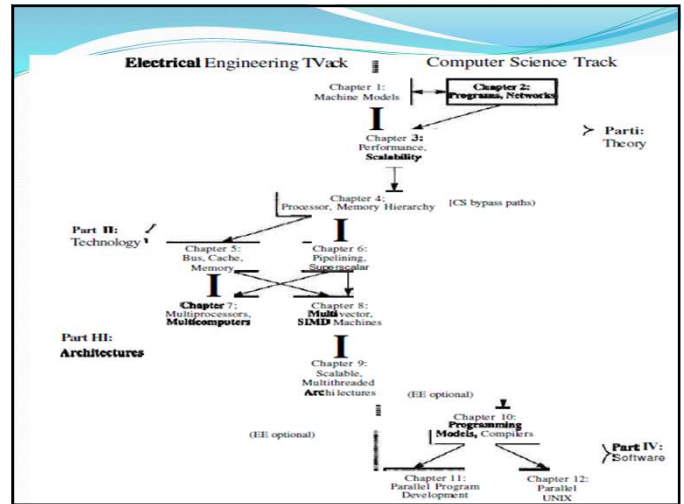 Electrical Engineering TVack
Computer Science Track
Chapter 1:
Machine Models
Chapter 2:
Programs, Networks
Chapter 3:
Performance,
Scalability
Parti:
Theory
Chapter 4:
Processor, Memory Hierarchy
[CS bypass paths)
Part II:
Technology
Chapter 5:
Bus, Cache,
Memory
Chapter 6:
Pipelining,
Superscalar
Chapter 7:
Multiprocessors,
Multicomputers
Chapter 8:
Multivector,
SIMD Machines
Part HI:
Architectures
Chapter 9:
Scalable,
Multithreaded
Architectures
(EE optional)
(EE optional)
Chapter 10:
Programming
Models, Compilers
Part IV:
Software
Chapter 11:
Parallel Program
Development
Chapter 12:
Parallel
UNIX